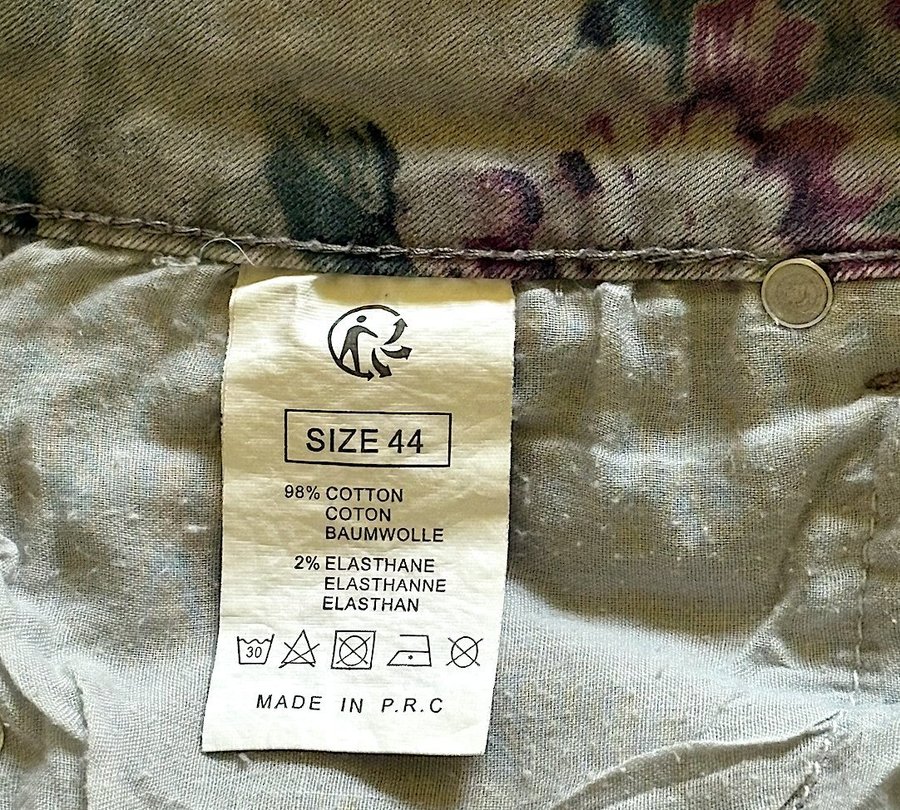 SIZE 44
98% COTTON
COTON
BAUMWOLLE
2% ELASTHANE
ELASTHANNE
ELASTHAN
30
MADE IN P.R.C